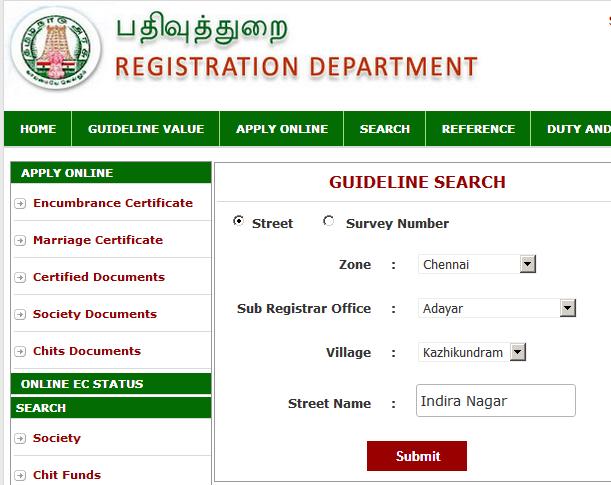 பதிவுத்துறை
REGISTRATION DEPARTMENT
HOME GUIDELINE VALUE APPLY ONLINE SEARCH REFERENCE DUTY AND
APPLY ONLINE
Encumbrance Certificate
Marriage Certificate
Certified Documents
Society Documents
Chits Documents
ONLINE EC STATUS
SEARCH
Society
Chit Funds
GUIDELINE SEARCH
Street Survey Number
Zone : Chennai
Sub Registrar Office : Adayar
Village : Kazhikundram
Street Name : Indira Nagar
Submit